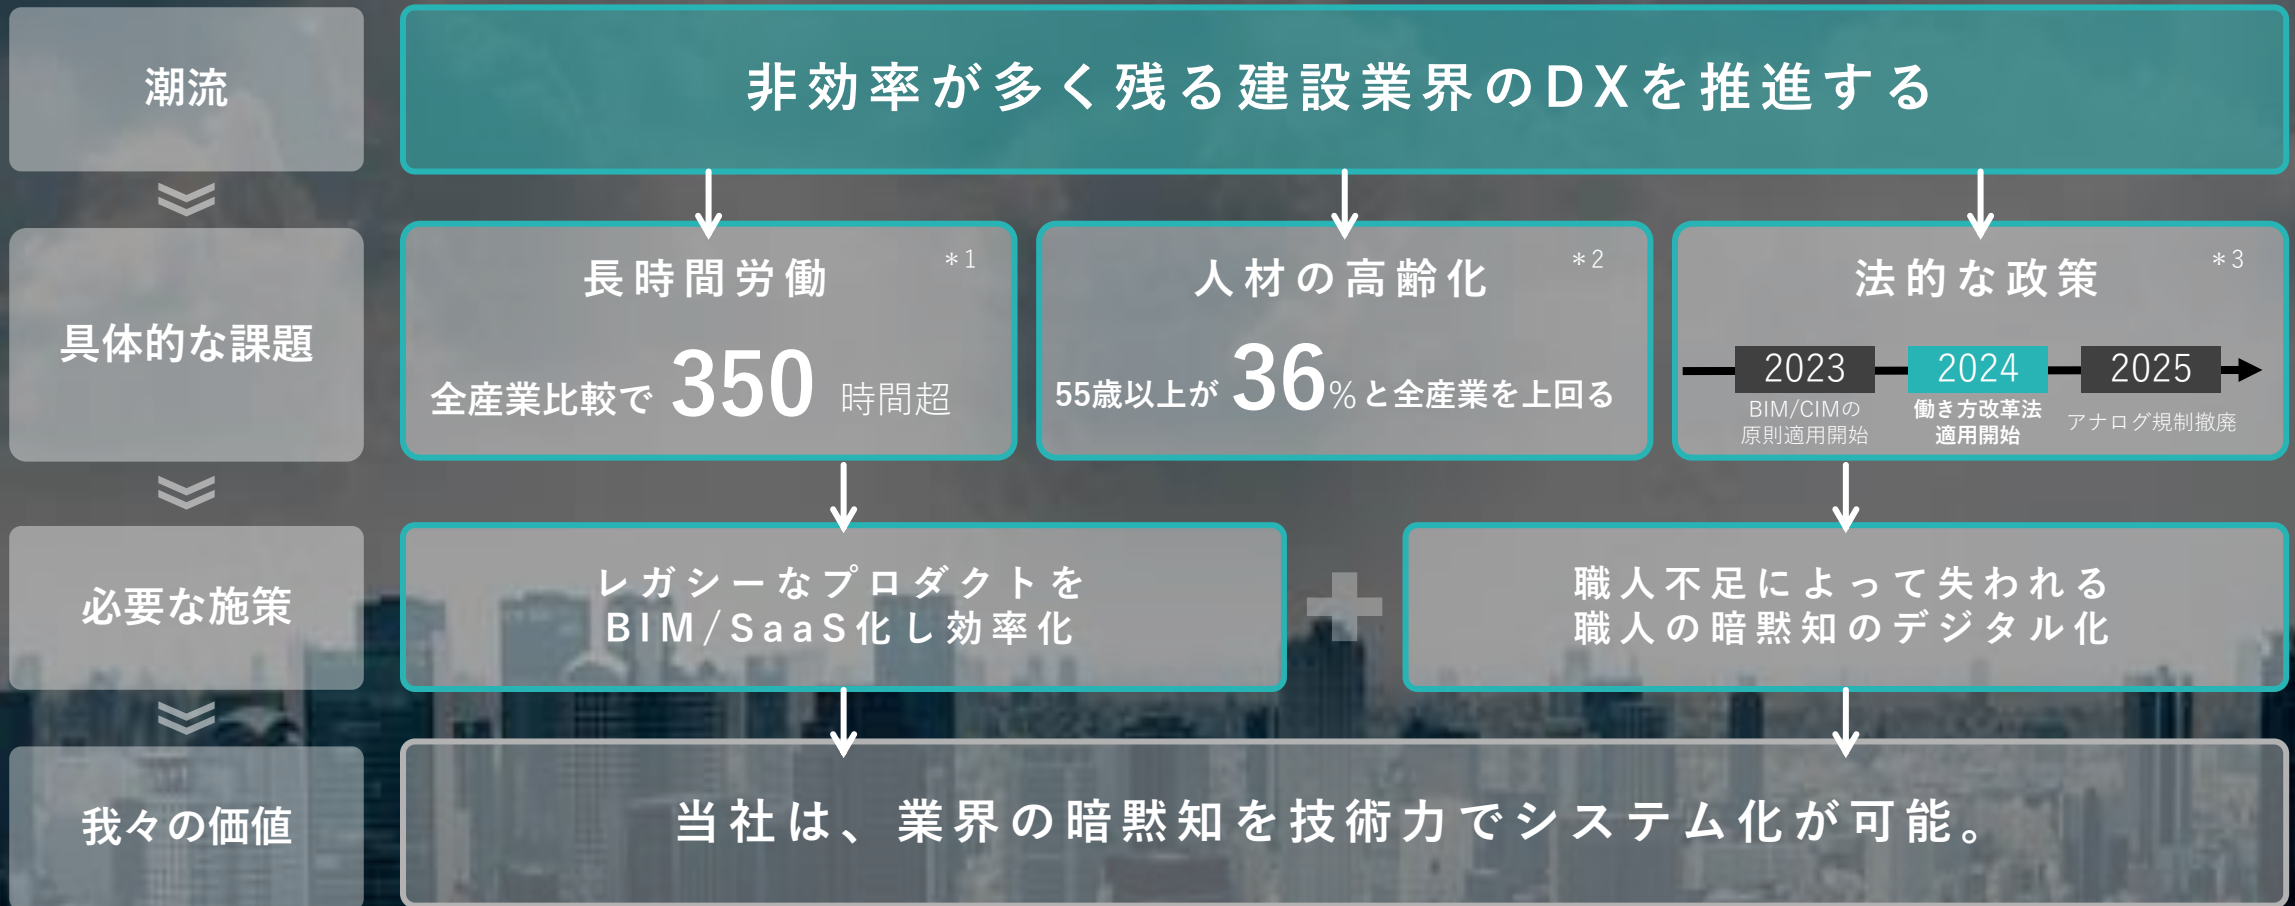 潮流
非効率が多く残る建設業界のDXを推進する
具体的な課題
長時間労働 *1
全産業比較で 350 時間超
人材の高齢化 *2
55歳以上が 36%と全産業を上回る
法的な政策 *3
2023
BIM/CIMの
原則適用開始
2024
働き方改革法
適用開始
2025
アナログ規制撤廃
必要な施策
レガシーなプロダクトを
BIM/SaaS化し効率化
職人不足によって失われる
職人の暗黙知のデジタル化
我々の価値
当社は、業界の暗黙知を技術力でシステム化が可能。